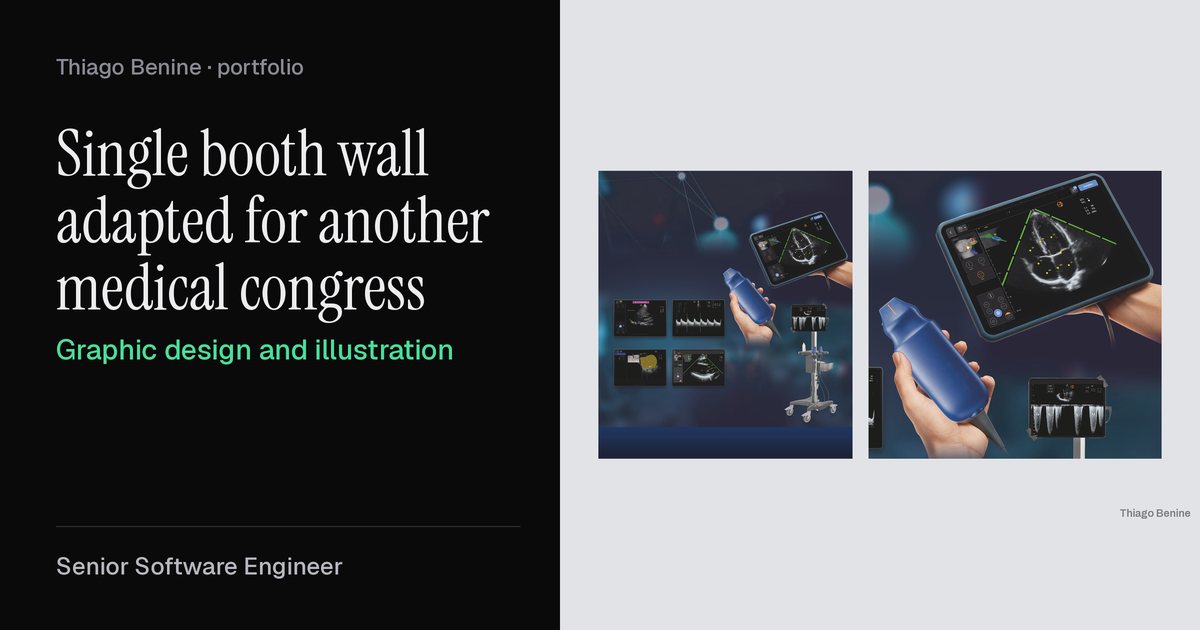 Thiago Benine · portfolio
Single booth wall
adapted for another
medical congress
Graphic design and illustration
Senior Software Engineer
Thiago Benine